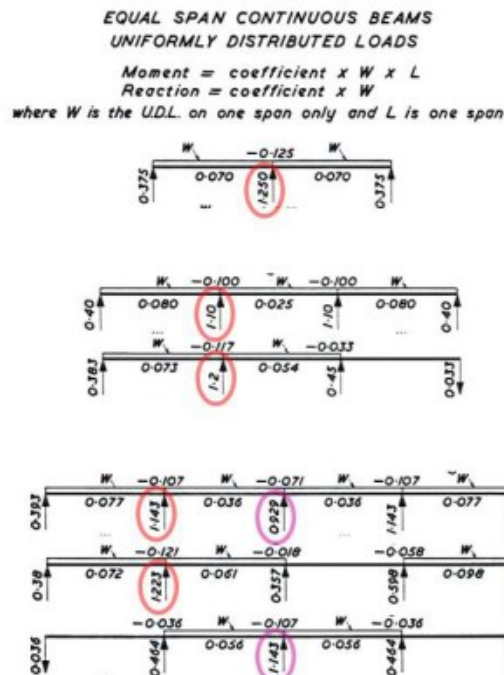 EQUAL SPAN CONTINUOUS BEAMS
UNIFORMLY DISTRIBUTED LOADS
Moment = coefficient x W x L
Reaction = coefficient x W
where W is the U.D.L. on one span only and L is one span
W -0·125 W
0·375 0·070 1·250 0·070 0·375
W -0·100 W -0·100 W
0·40 0·080 1·10 0·025 1·10 0·080 0·40
W -0·117 W -0·033
0·383 0·073 1·2 0·054 0·45 0·033
W -0·107 W -0·071 W -0·107 W
0·393 0·077 1·143 0·036 0·929 0·036 1·143 0·077
W -0·121 W -0·018 -0·058 W
0·38 0·072 1·223 0·061 0·357 0·598 0·098
-0·036 W -0·107 W -0·036
0·036 0·464 0·056 1·143 0·056 0·464